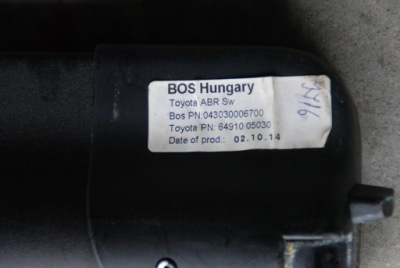 BOS Hungary
Toyota ABR Sw
Bos PN:043030006700
Toyota PN: 64910 05030
Date of prod.: 02.10.14